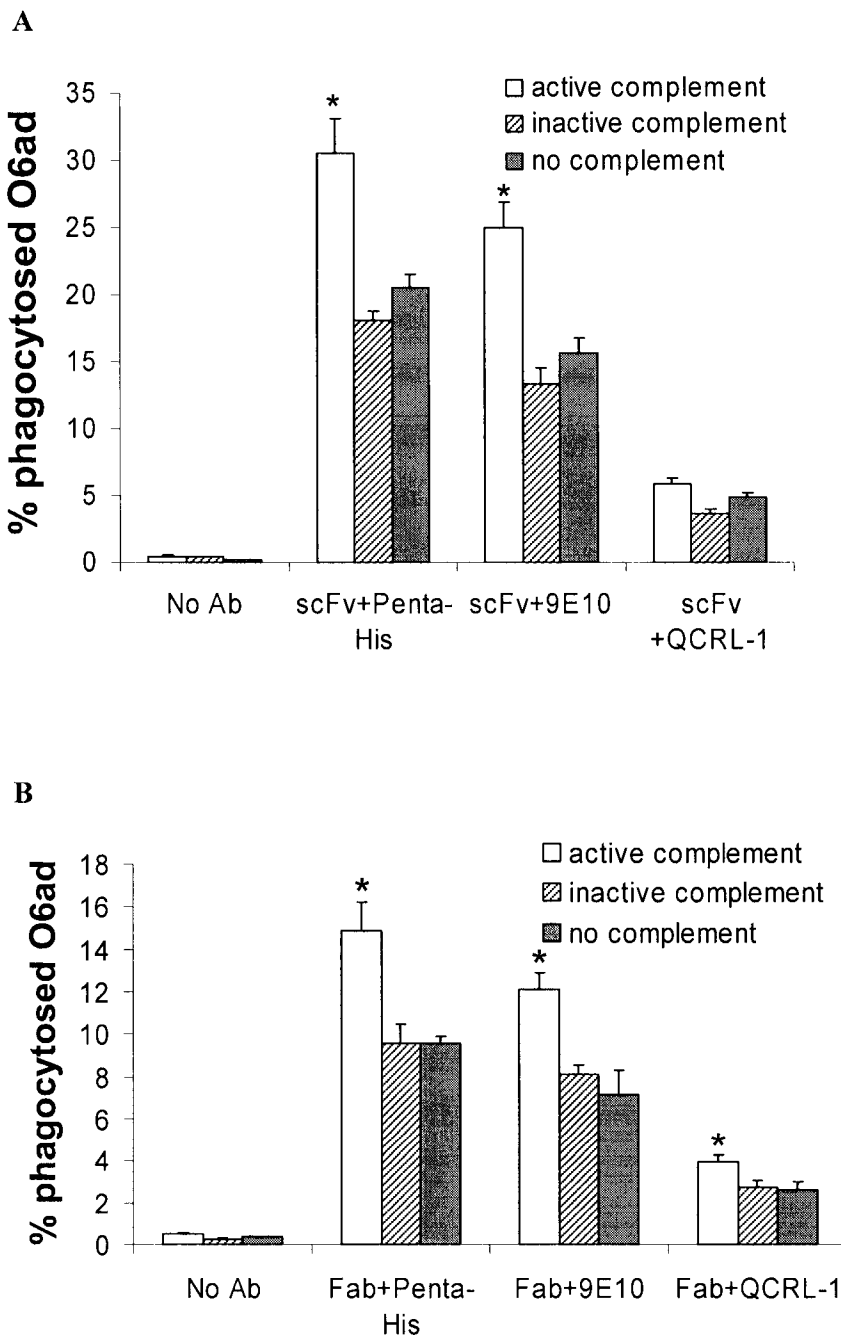 A
active complement
inactive complement
no complement
*
*
35
30
25
20
15
10
5
0
% phagocytosed O6ad
No Ab
scFv+Penta-
His
scFv+9E10
scFv
+QCRL-1
B
active complement
inactive complement
no complement
*
*
*
18
16
14
12
10
8
6
4
2
0
% phagocytosed O6ad
No Ab
Fab+Penta-
His
Fab+9E10
Fab+QCRL-1